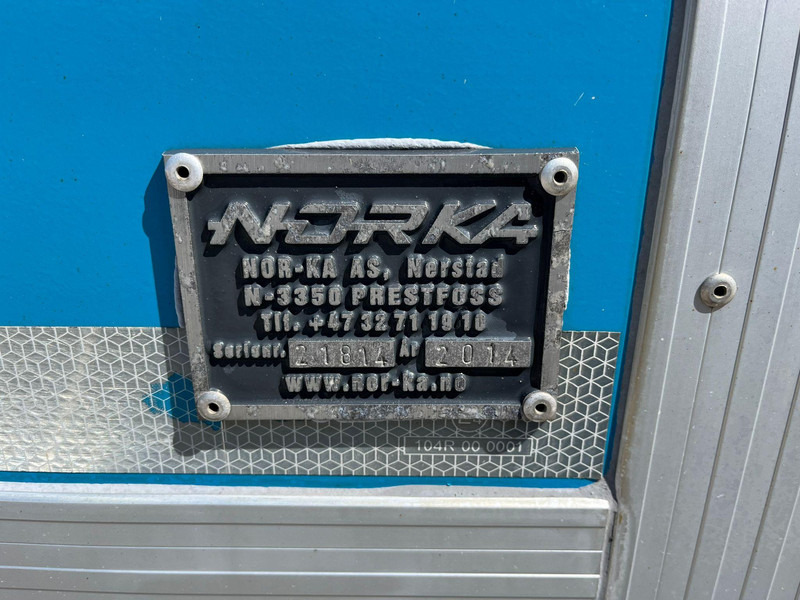 NORKA
NOR-KA AS, Nerstad
N-3350 PRESTFOSS
Tlf. +47 32 71 19 10
Serienr. 21814 År 2014
www.nor-ka.no
104R 00 0001